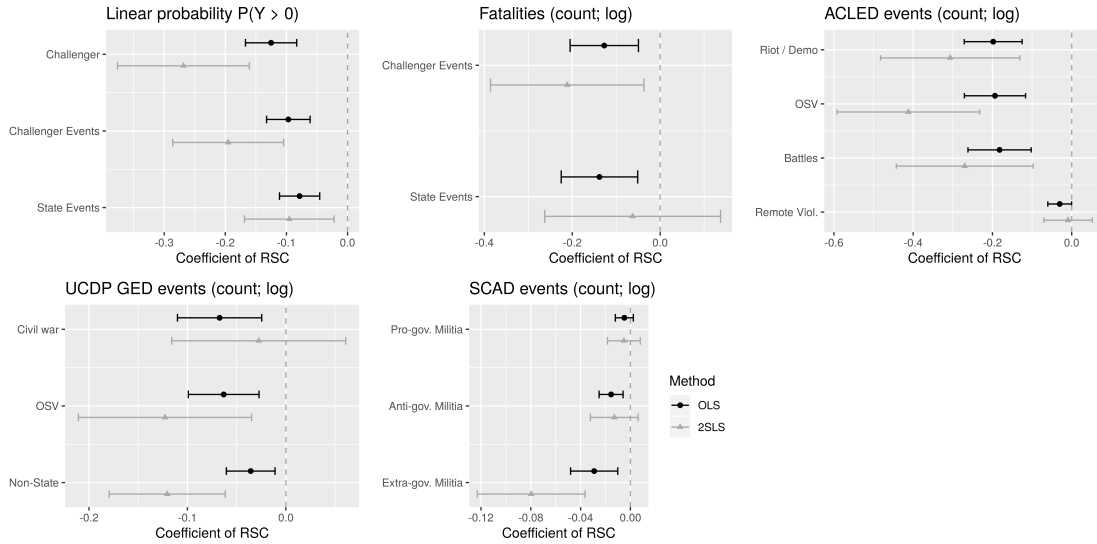 Linear probability P(Y > 0)
Challenger
Challenger Events
State Events
-0.3
-0.2
-0.1
0.0
Coefficient of RSC
Fatalities (count; log)
Challenger Events
State Events
-0.4
-0.2
0.0
Coefficient of RSC
ACLED events (count; log)
Riot / Demo
OSV
Battles
Remote Viol.
-0.6
-0.4
-0.2
0.0
Coefficient of RSC
UCDP GED events (count; log)
Civil war
OSV
Non-State
-0.2
-0.1
0.0
Coefficient of RSC
SCAD events (count; log)
Pro-gov. Militia
Anti-gov. Militia
Extra-gov. Militia
-0.12
-0.08
-0.04
0.00
Coefficient of RSC
Method
OLS
2SLS